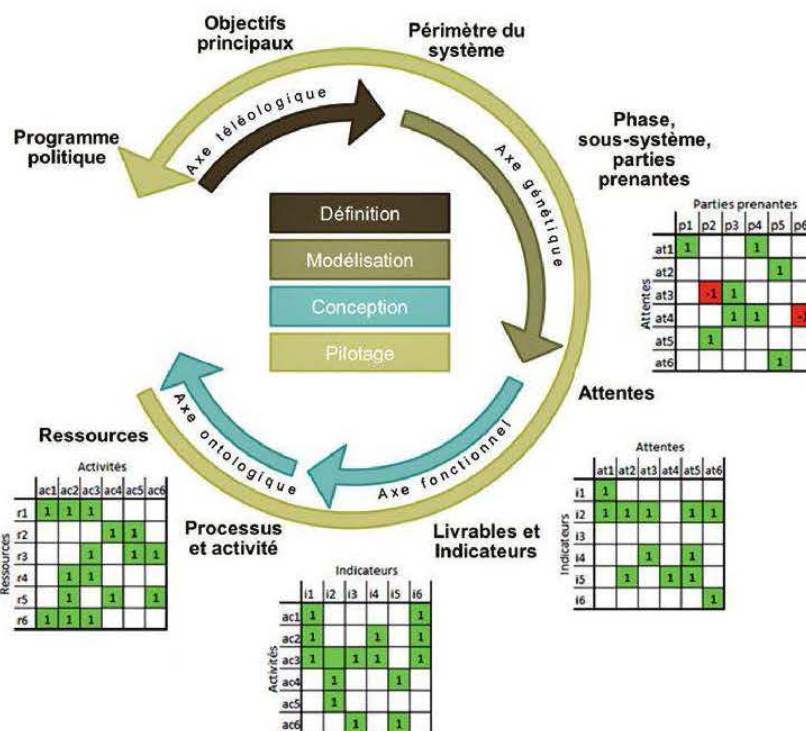 Objectifs
principaux
Périmètre du
système
Programme
politique
Axe téléologique
Axe génétique
Phase,
sous-système,
parties
prenantes
Définition
Modélisation
Conception
Pilotage
Parties prenantes
p1 p2 p3 p4 p5 p6
Attentes
at1 1 1
at2 1
at3 -1 1
at4 1 1 -1
at5 1
at6 1
Attentes
Axe fonctionnel
Axe ontologique
Ressources
Processus
et activité
Livrables et
Indicateurs
Activités
ac1 ac2 ac3 ac4 ac5 ac6
Ressources
r1 1 1 1
r2 1 1
r3 1 1 1
r4 1 1
r5 1 1 1
r6 1 1 1
Indicateurs
i1 i2 i3 i4 i5 i6
Activités
ac1 1 1
ac2 1 1 1
ac3 1 1 1 1
ac4 1 1
ac5 1
ac6 1 1
Attentes
at1 at2 at3 at4 at5 at6
Indicateurs
i1 1
i2 1 1 1 1 1
i3
i4 1 1
i5 1 1 1
i6 1